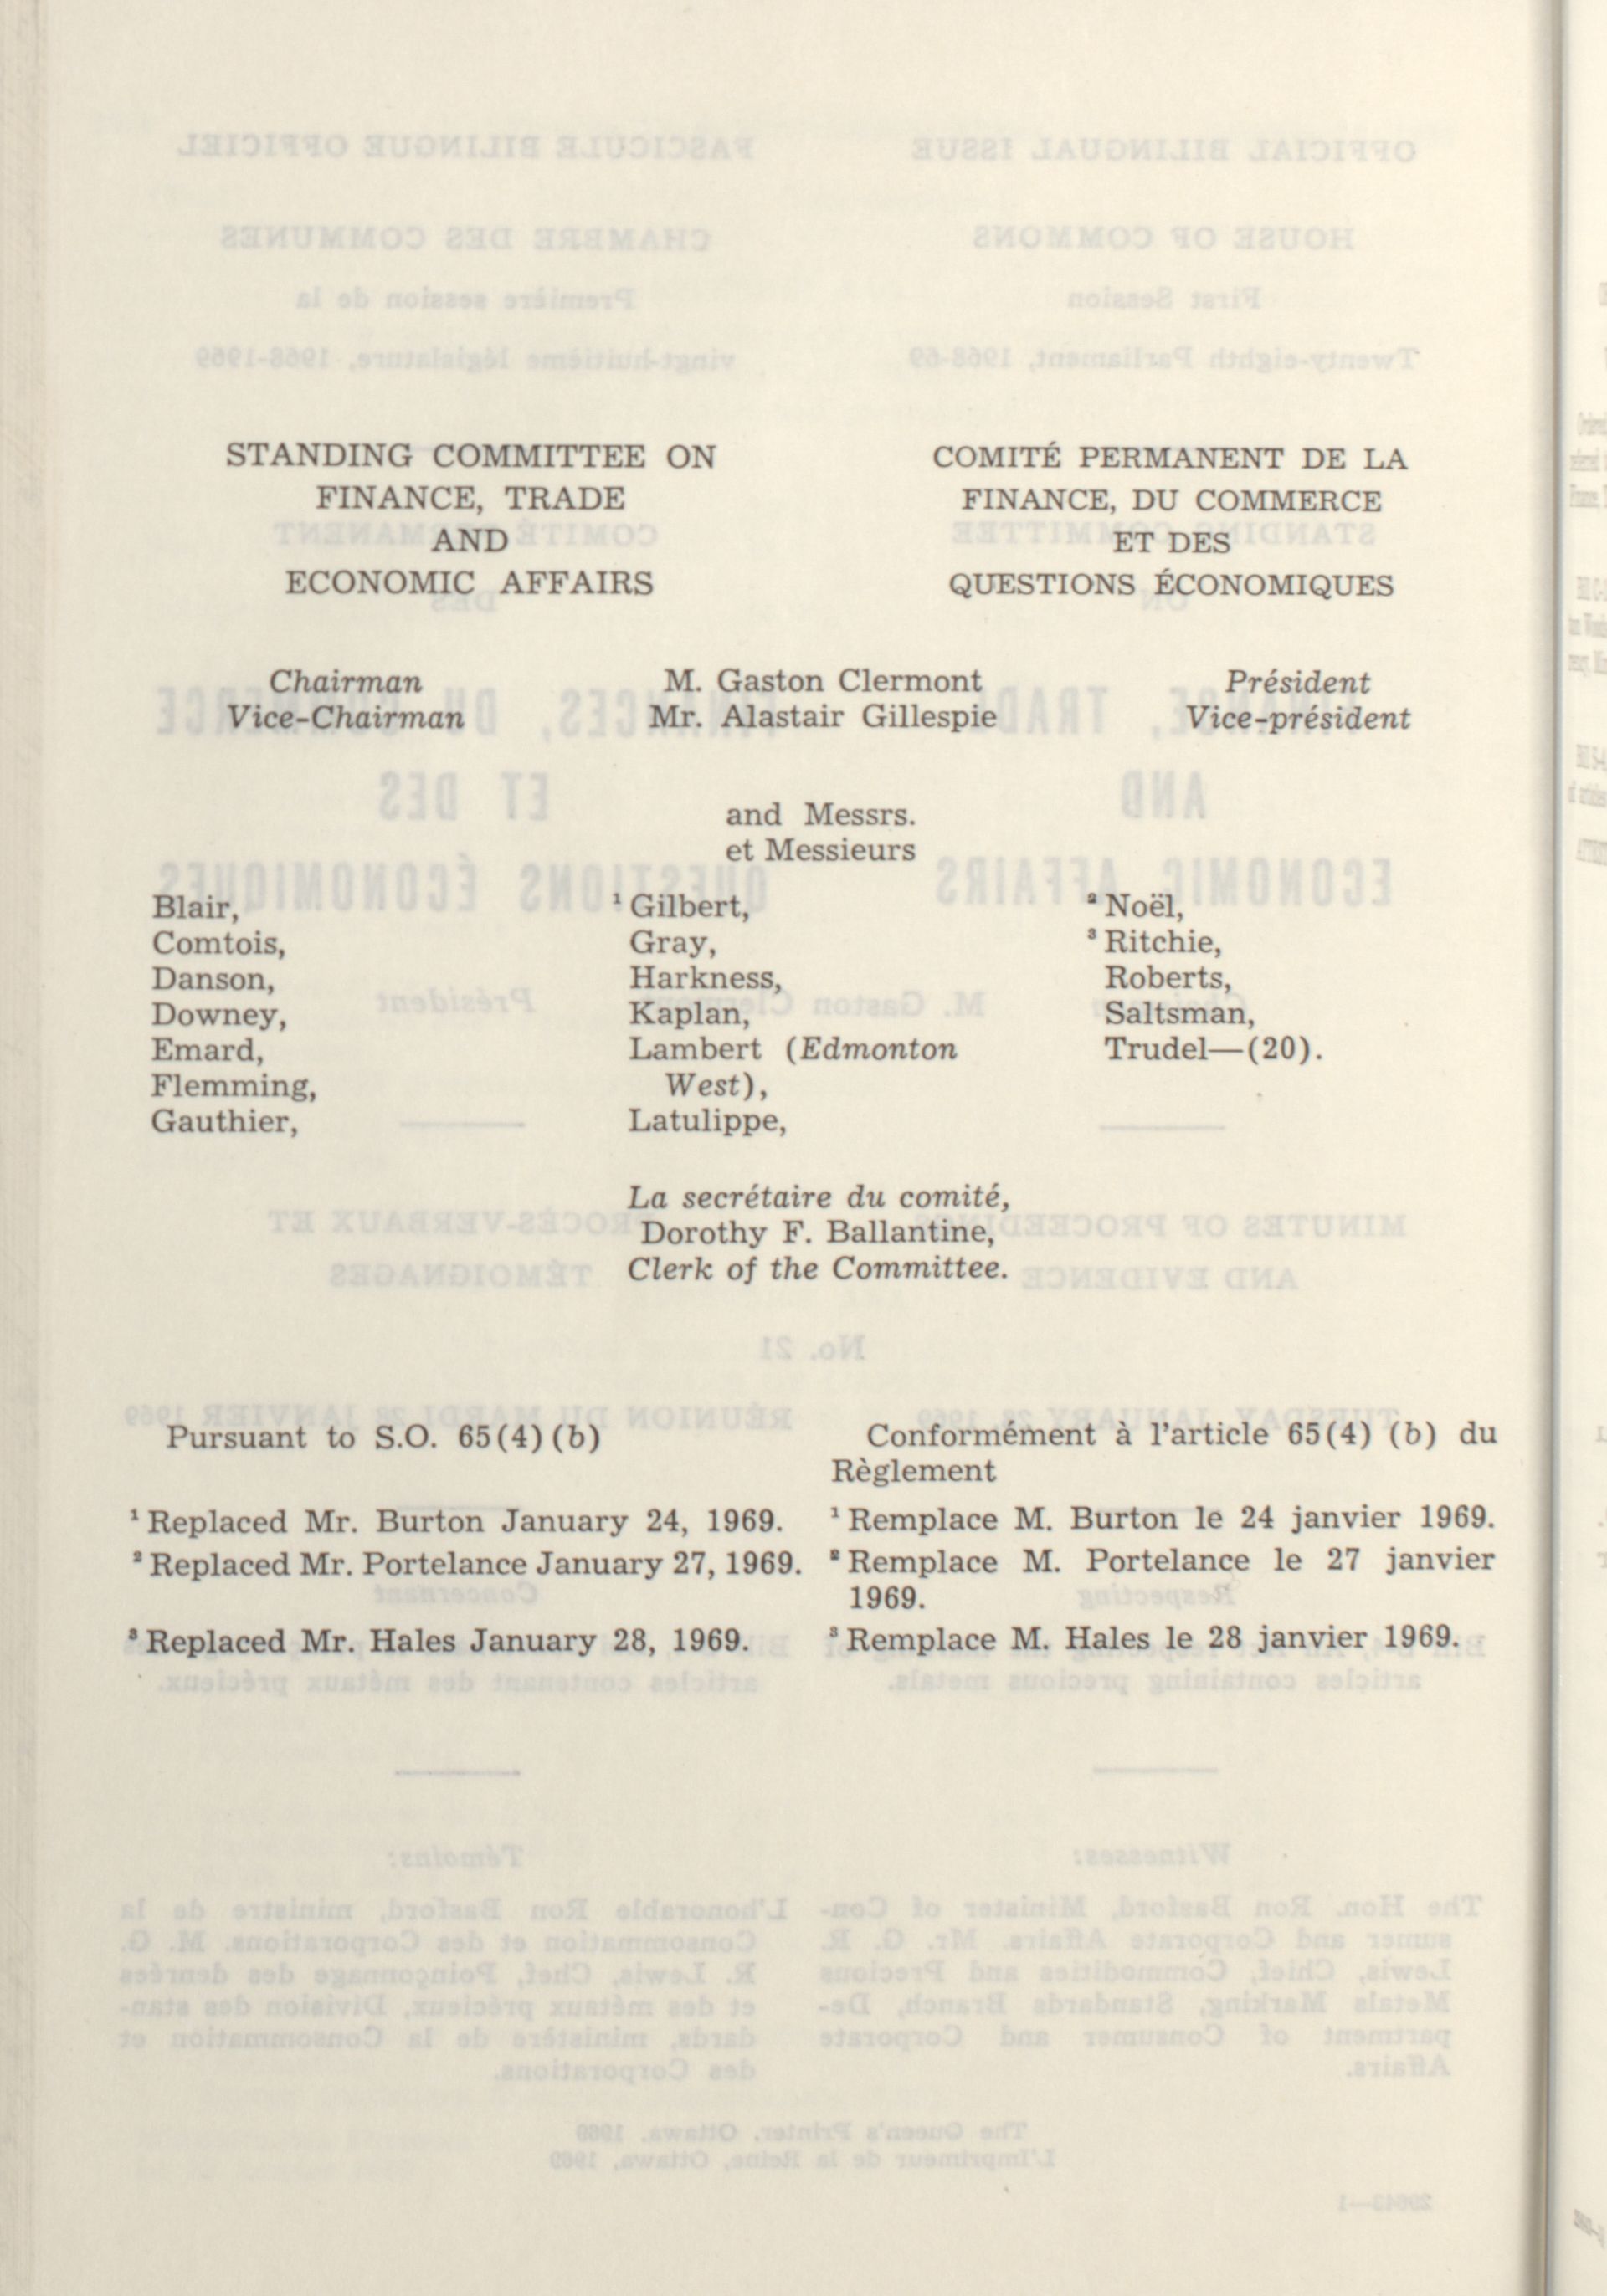 STANDING COMMITTEE ON
FINANCE, TRADE
AND
ECONOMIC AFFAIRS
COMITÉ PERMANENT DE LA
FINANCE, DU COMMERCE
ET DES
QUESTIONS ÉCONOMIQUES
Chairman M. Gaston Clermont Président
Vice-Chairman Mr. Alastair Gillespie Vice-président
and Messrs.
et Messieurs
Blair,
Comtois,
Danson,
Downey,
Emard,
Flemming,
Gauthier,
¹ Gilbert,
Gray,
Harkness,
Kaplan,
Lambert (Edmonton
West),
Latulippe,
² Noël,
³ Ritchie,
Roberts,
Saltsman,
Trudel—(20).
La secrétaire du comité,
Dorothy F. Ballantine,
Clerk of the Committee.
Pursuant to S.O. 65(4)(b)
¹ Replaced Mr. Burton January 24, 1969.
² Replaced Mr. Portelance January 27, 1969.
³ Replaced Mr. Hales January 28, 1969.
Conformément à l'article 65(4) (b) du
Règlement
¹ Remplace M. Burton le 24 janvier 1969.
² Remplace M. Portelance le 27 janvier
1969.
³ Remplace M. Hales le 28 janvier 1969.